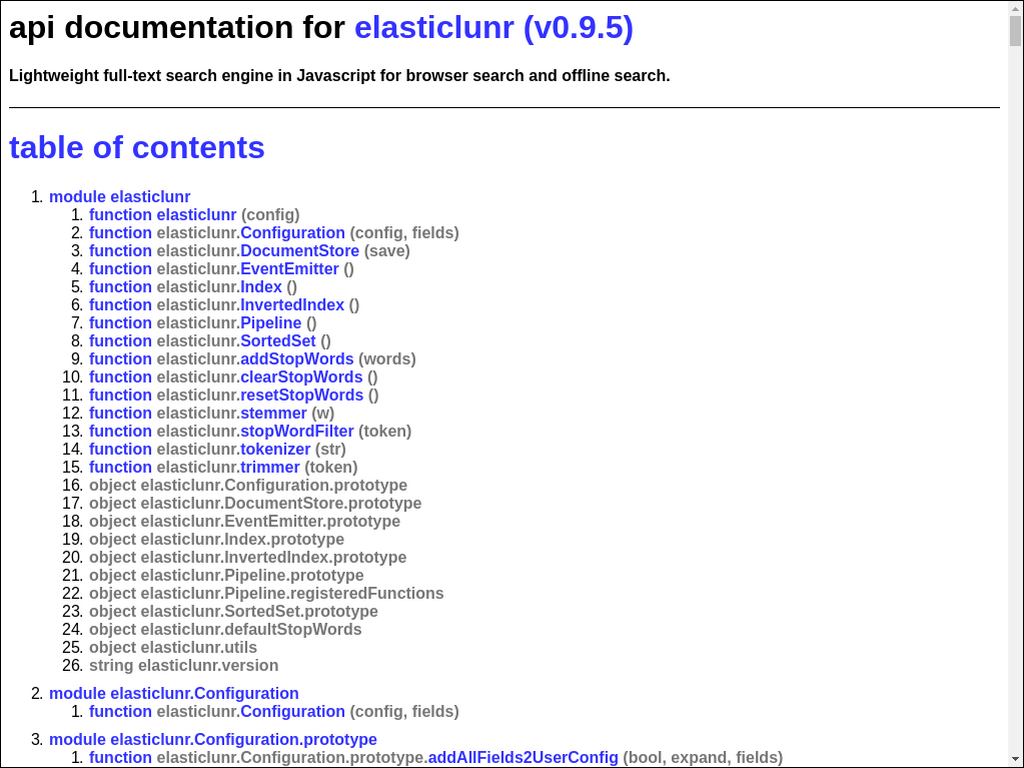 api documentation for elasticlunr (v0.9.5)
Lightweight full-text search engine in Javascript for browser search and offline search.
table of contents
1. module elasticlunr
1. function elasticlunr (config)
2. function elasticlunr.Configuration (config, fields)
3. function elasticlunr.DocumentStore (save)
4. function elasticlunr.EventEmitter ()
5. function elasticlunr.Index ()
6. function elasticlunr.InvertedIndex ()
7. function elasticlunr.Pipeline ()
8. function elasticlunr.SortedSet ()
9. function elasticlunr.addStopWords (words)
10. function elasticlunr.clearStopWords ()
11. function elasticlunr.resetStopWords ()
12. function elasticlunr.stemmer (w)
13. function elasticlunr.stopWordFilter (token)
14. function elasticlunr.tokenizer (str)
15. function elasticlunr.trimmer (token)
16. object elasticlunr.Configuration.prototype
17. object elasticlunr.DocumentStore.prototype
18. object elasticlunr.EventEmitter.prototype
19. object elasticlunr.Index.prototype
20. object elasticlunr.InvertedIndex.prototype
21. object elasticlunr.Pipeline.prototype
22. object elasticlunr.Pipeline.registeredFunctions
23. object elasticlunr.SortedSet.prototype
24. object elasticlunr.defaultStopWords
25. object elasticlunr.utils
26. string elasticlunr.version
2. module elasticlunr.Configuration
1. function elasticlunr.Configuration (config, fields)
3. module elasticlunr.Configuration.prototype
1. function elasticlunr.Configuration.prototype.addAllFields2UserConfig (bool, expand, fields)